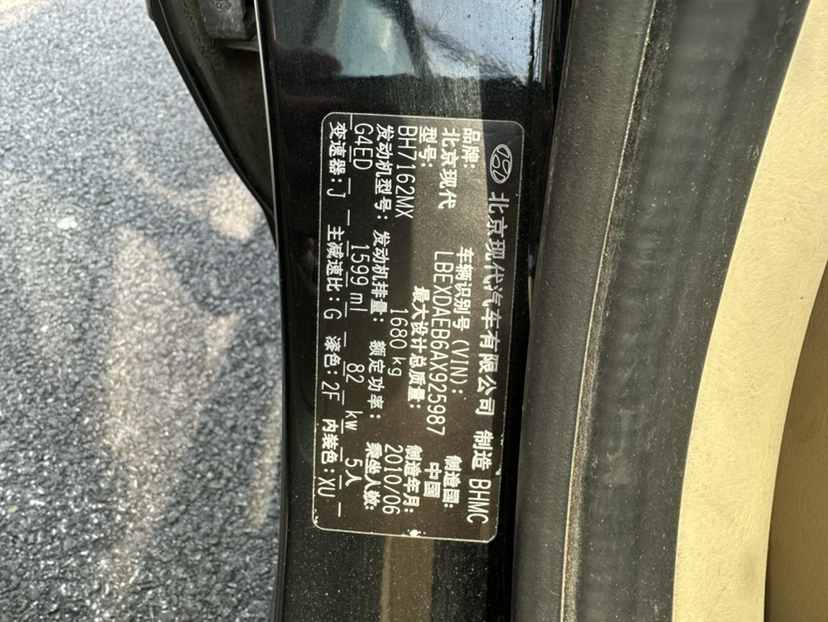 北京现代汽车有限公司 制造 BHMC
品牌: 车辆识别号(VIN): 制造国:
北京现代 LBEXDAEB6AX925987 中国
型号: 最大设计总质量: 制造年月:
BH7162MX 1680 kg 2010/06
发动机型号: 发动机排量: 额定功率: 乘坐人数:
G4ED 1599 ml 82 kw 5人
变速器: J 主减速比: G 漆色: 2F 内装色: XU